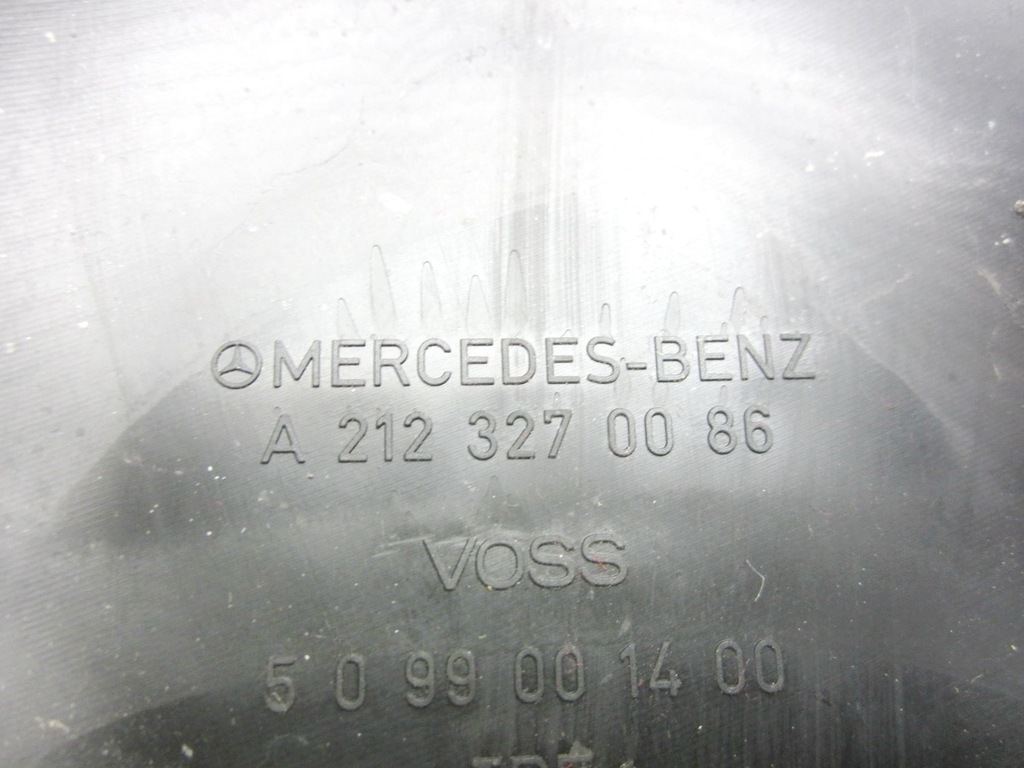 MERCEDES-BENZ
A 212 327 00 86
VOSS
5 0 99 00 14 00